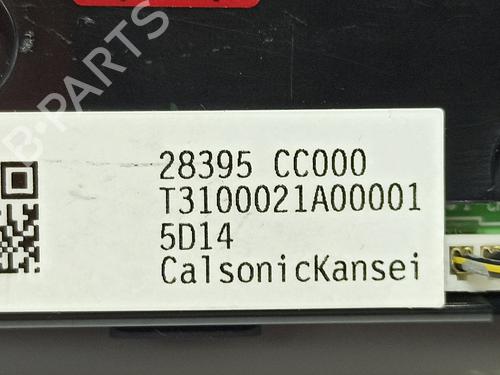 B-PARTS
28395 CC000
T3100021A00001
5D14
CalsonicKansei